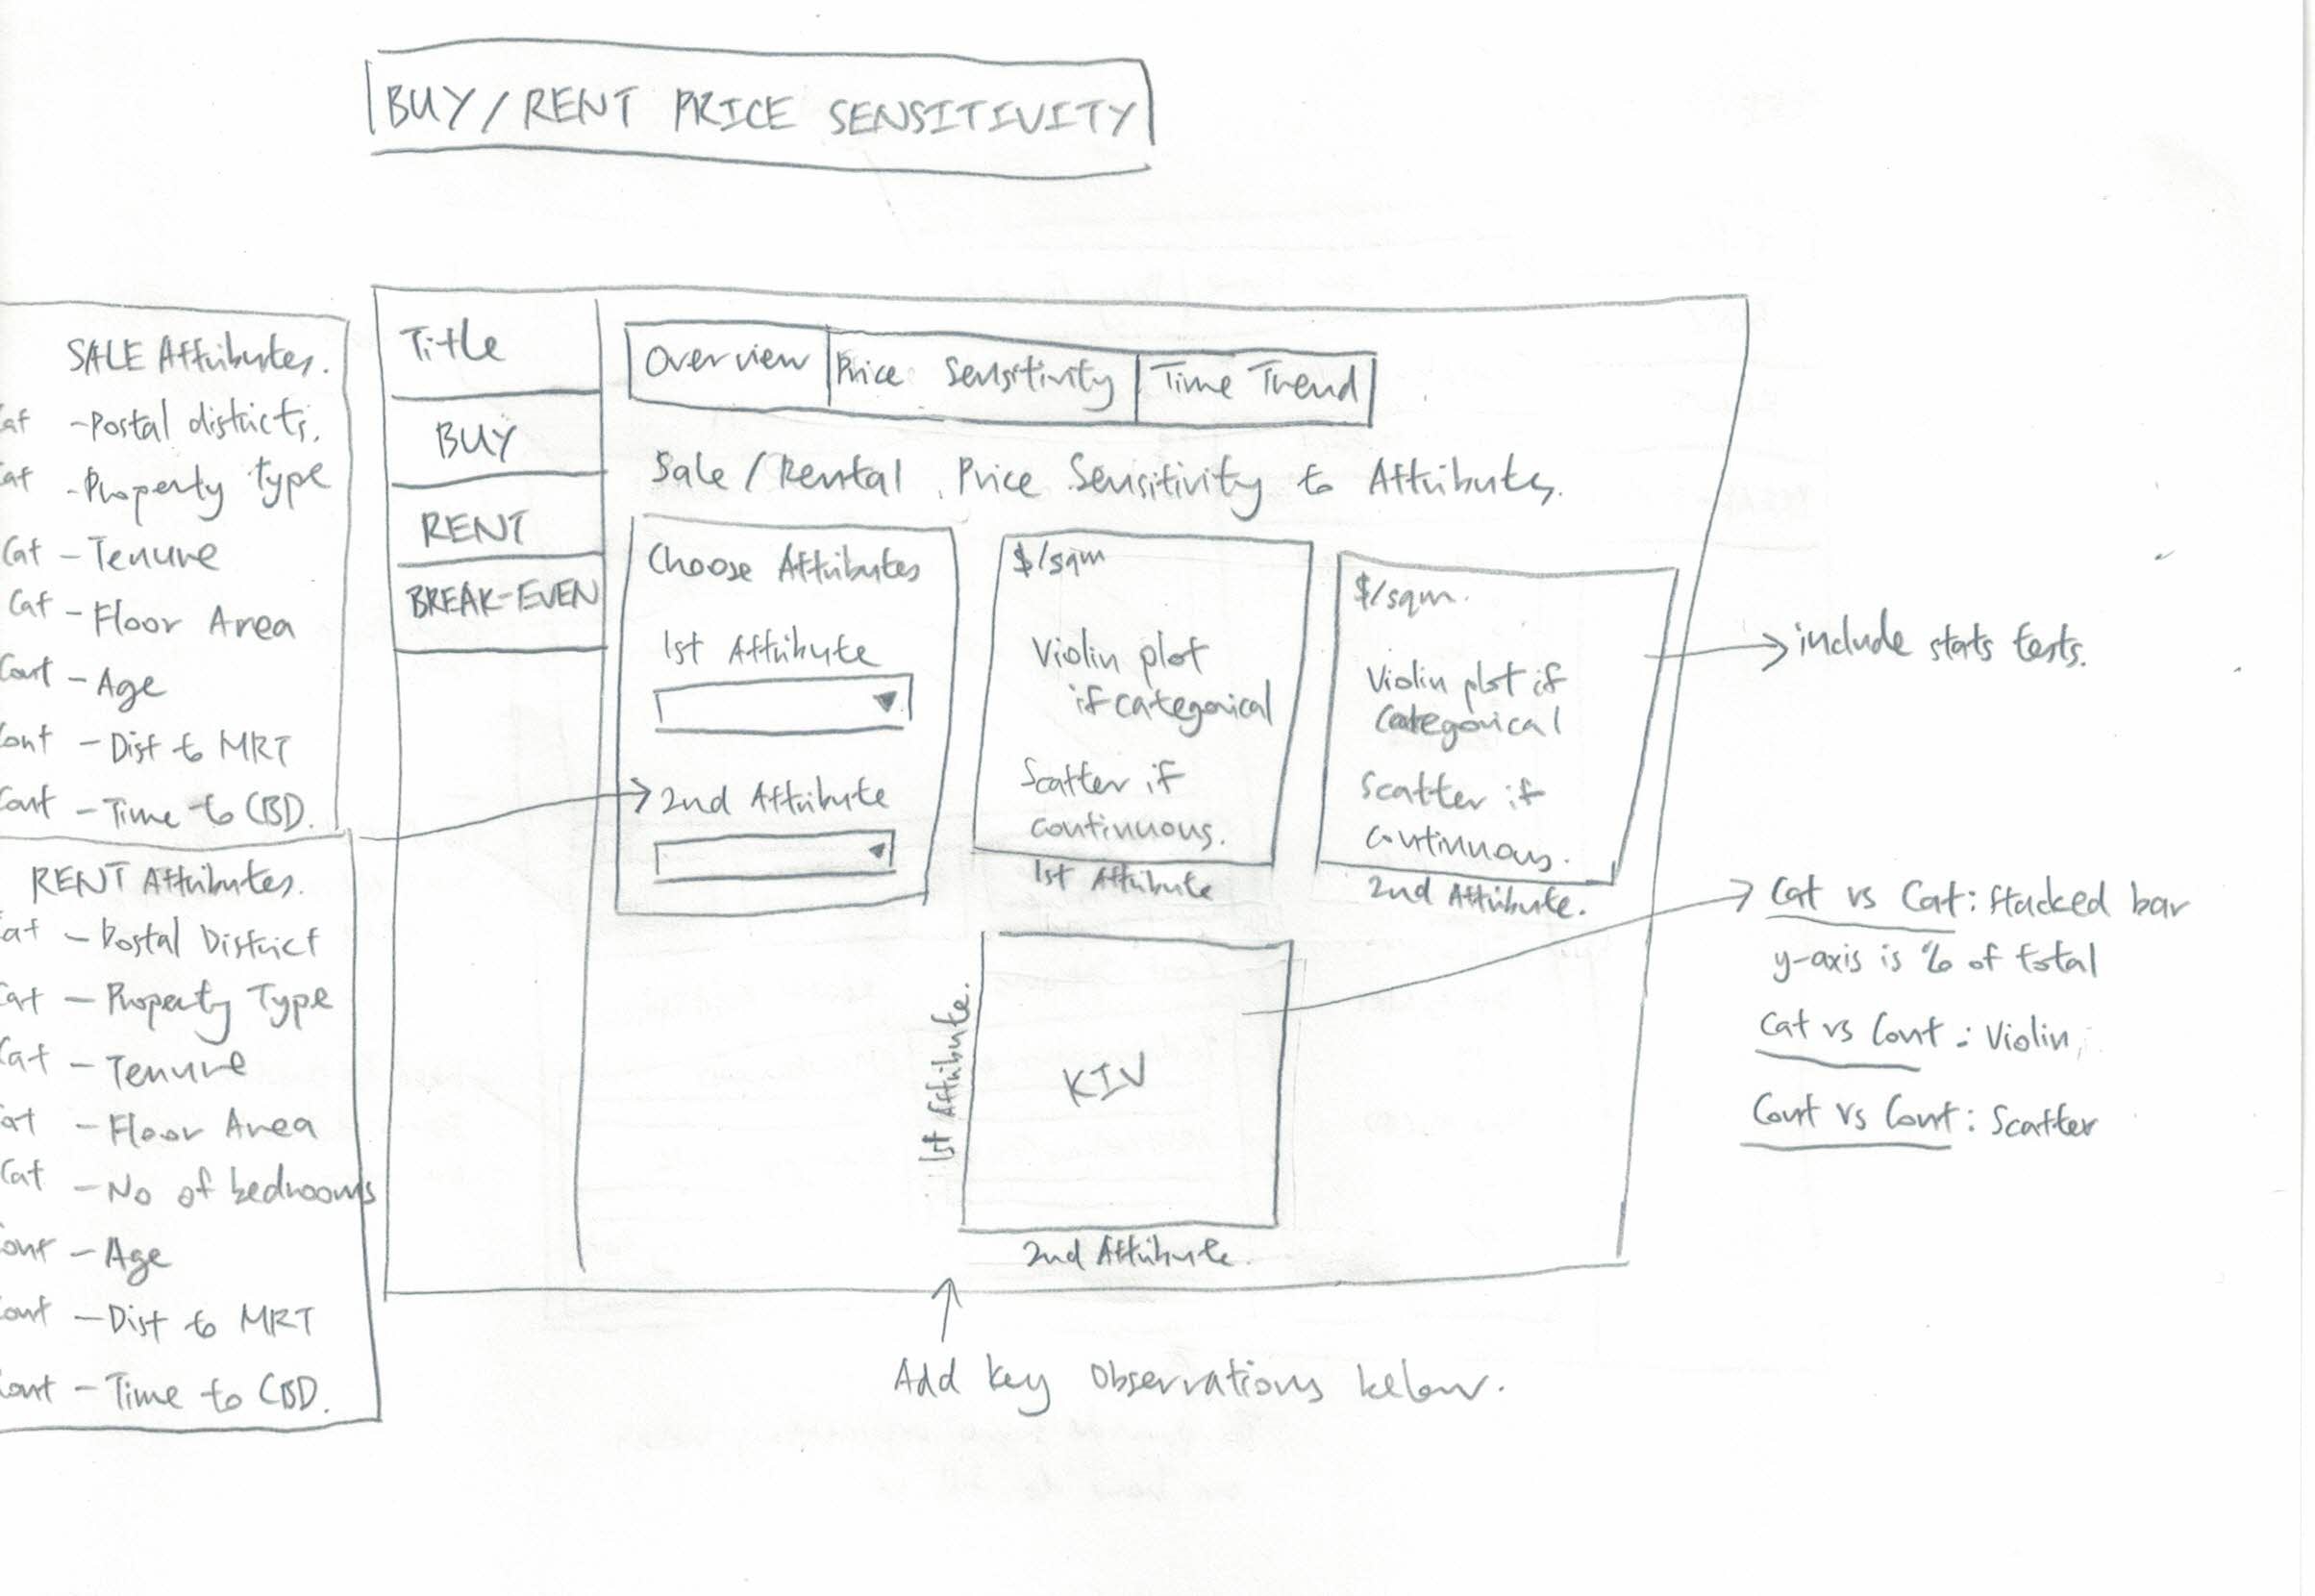 BUY/RENT PRICE SENSITIVITY
SALE Attributes.
Cat - Postal districts.
Cat - Property type
Cat - Tenure
Cat - Floor Area
Cont - Age
Cont - Dist to MRT
Cont - Time to CBD.
RENT Attributes.
Cat - Postal District
Cat - Property Type
Cat - Tenure
Cat - Floor Area
Cat - No of bedrooms
Cont - Age
Cont - Dist to MRT
Cont - Time to CBD.
Title
BUY
RENT
BREAK-EVEN
Overview
Price Sensitivity
Time Trend
Sale/Rental Price Sensitivity to Attributes.
Choose Attributes
1st Attribute
2nd Attribute
$/sqm
Violin plot
if categorical
Scatter if
continuous.
1st Attribute
$/sqm.
Violin plot if
categorical
Scatter if
continuous.
2nd Attribute.
include stats tests.
1st Attribute.
KIV
2nd Attribute.
Cat vs Cat: Stacked bar
y-axis is % of total
Cat vs Cont: Violin
Cont vs Cont: Scatter
Add key observations below.